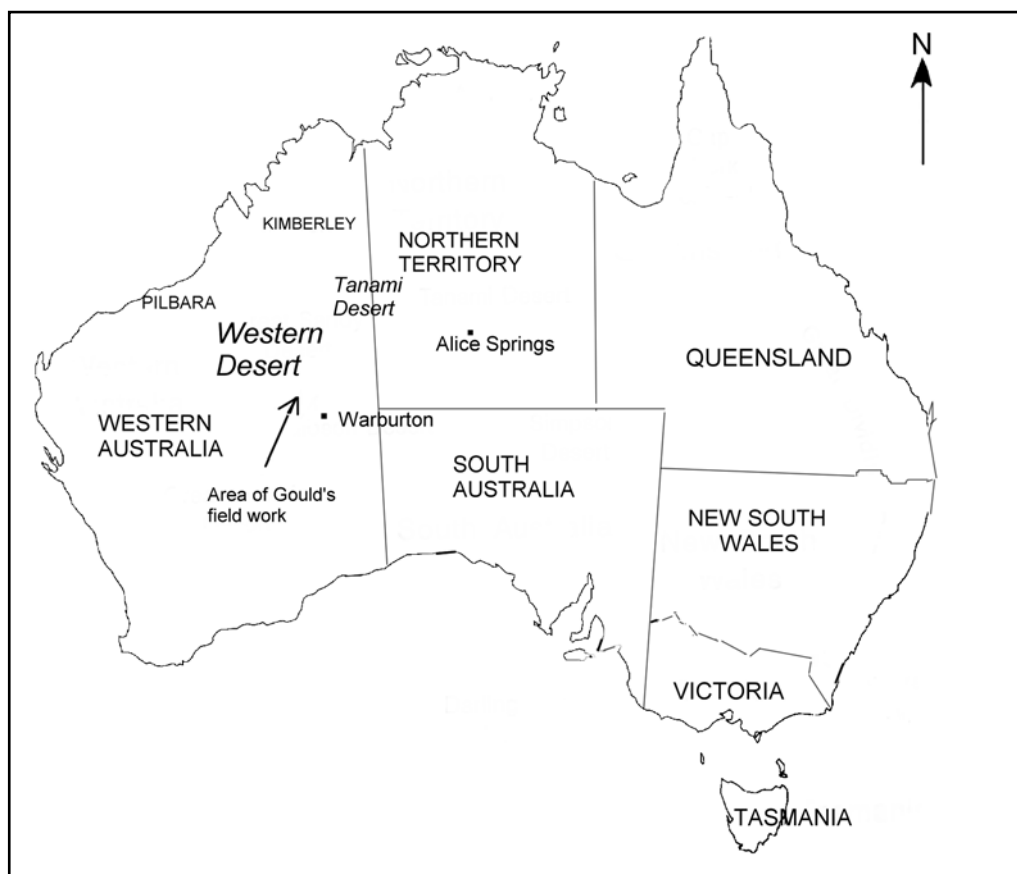 N
KIMBERLEY
NORTHERN
TERRITORY
Tanami
Desert
PILBARA
Western
Desert
Alice Springs
QUEENSLAND
WESTERN
AUSTRALIA
Warburton
Area of Gould's
field work
SOUTH
AUSTRALIA
NEW SOUTH
WALES
VICTORIA
TASMANIA